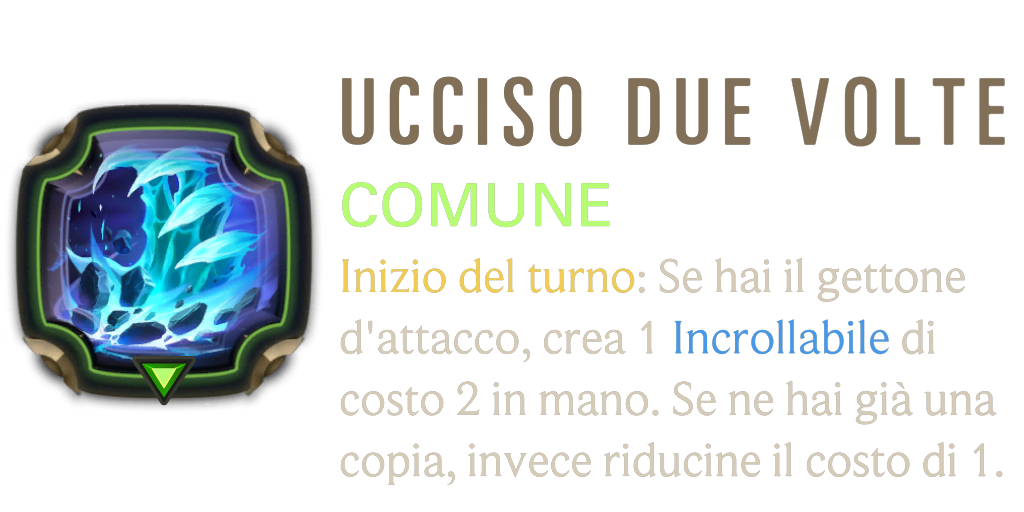 UCCISO DUE VOLTE
COMUNE
Inizio del turno: Se hai il gettone
d'attacco, crea 1 Incrollabile di
costo 2 in mano. Se ne hai già una
copia, invece riducine il costo di 1.